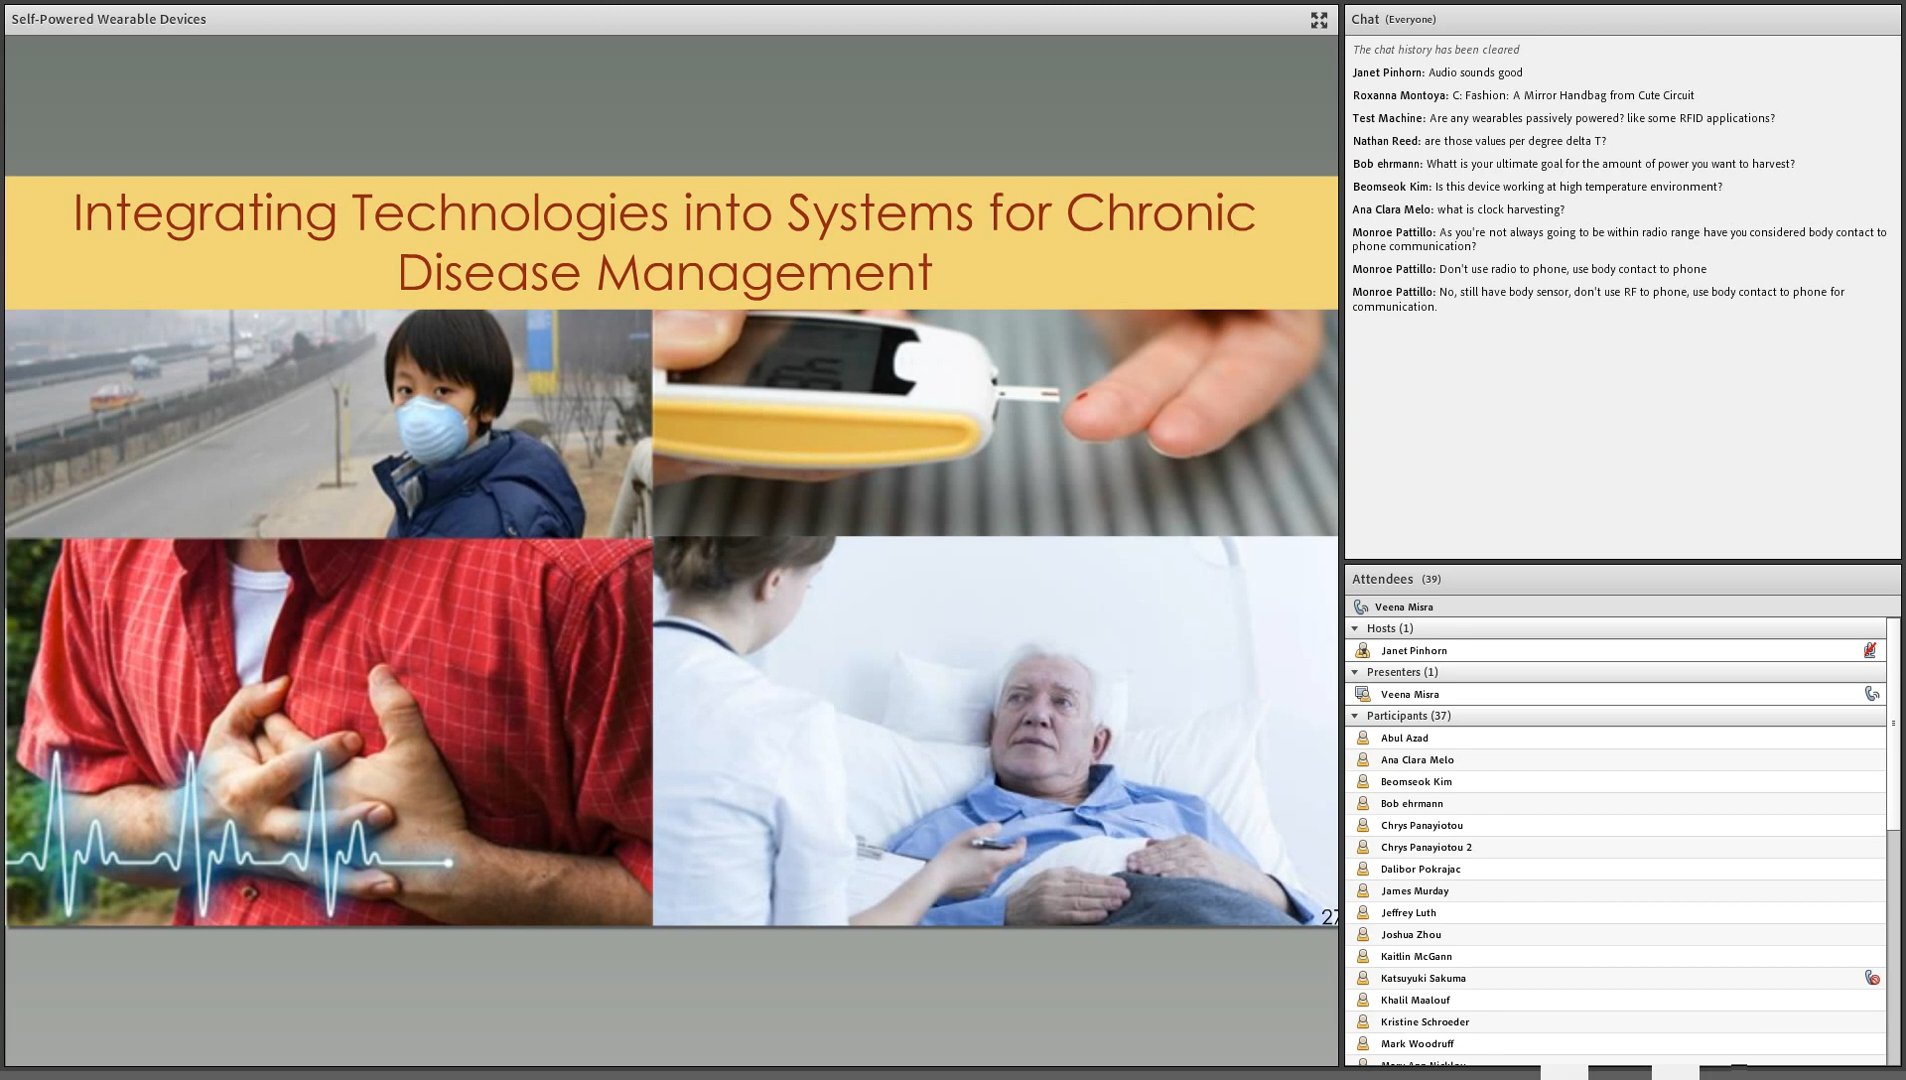 Self-Powered Wearable Devices
Integrating Technologies into Systems for Chronic
Disease Management
27
Chat (Everyone)
The chat history has been cleared
Janet Pinhorn: Audio sounds good
Roxanna Montoya: C: Fashion: A Mirror Handbag from Cute Circuit
Test Machine: Are any wearables passively powered? like some RFID applications?
Nathan Reed: are those values per degree delta T?
Bob ehrmann: Whatt is your ultimate goal for the amount of power you want to harvest?
Beomseok Kim: Is this device working at high temperature environment?
Ana Clara Melo: what is clock harvesting?
Monroe Pattillo: As you're not always going to be within radio range have you considered body contact to
phone communication?
Monroe Pattillo: Don't use radio to phone, use body contact to phone
Monroe Pattillo: No, still have body sensor, don't use RF to phone, use body contact to phone for
communication.
Attendees (39)
Veena Misra
Hosts (1)
Janet Pinhorn
Presenters (1)
Veena Misra
Participants (37)
Abul Azad
Ana Clara Melo
Beomseok Kim
Bob ehrmann
Chrys Panayiotou
Chrys Panayiotou 2
Dalibor Pokrajac
James Murday
Jeffrey Luth
Joshua Zhou
Kaitlin McGann
Katsuyuki Sakuma
Khalil Maalouf
Kristine Schroeder
Mark Woodruff